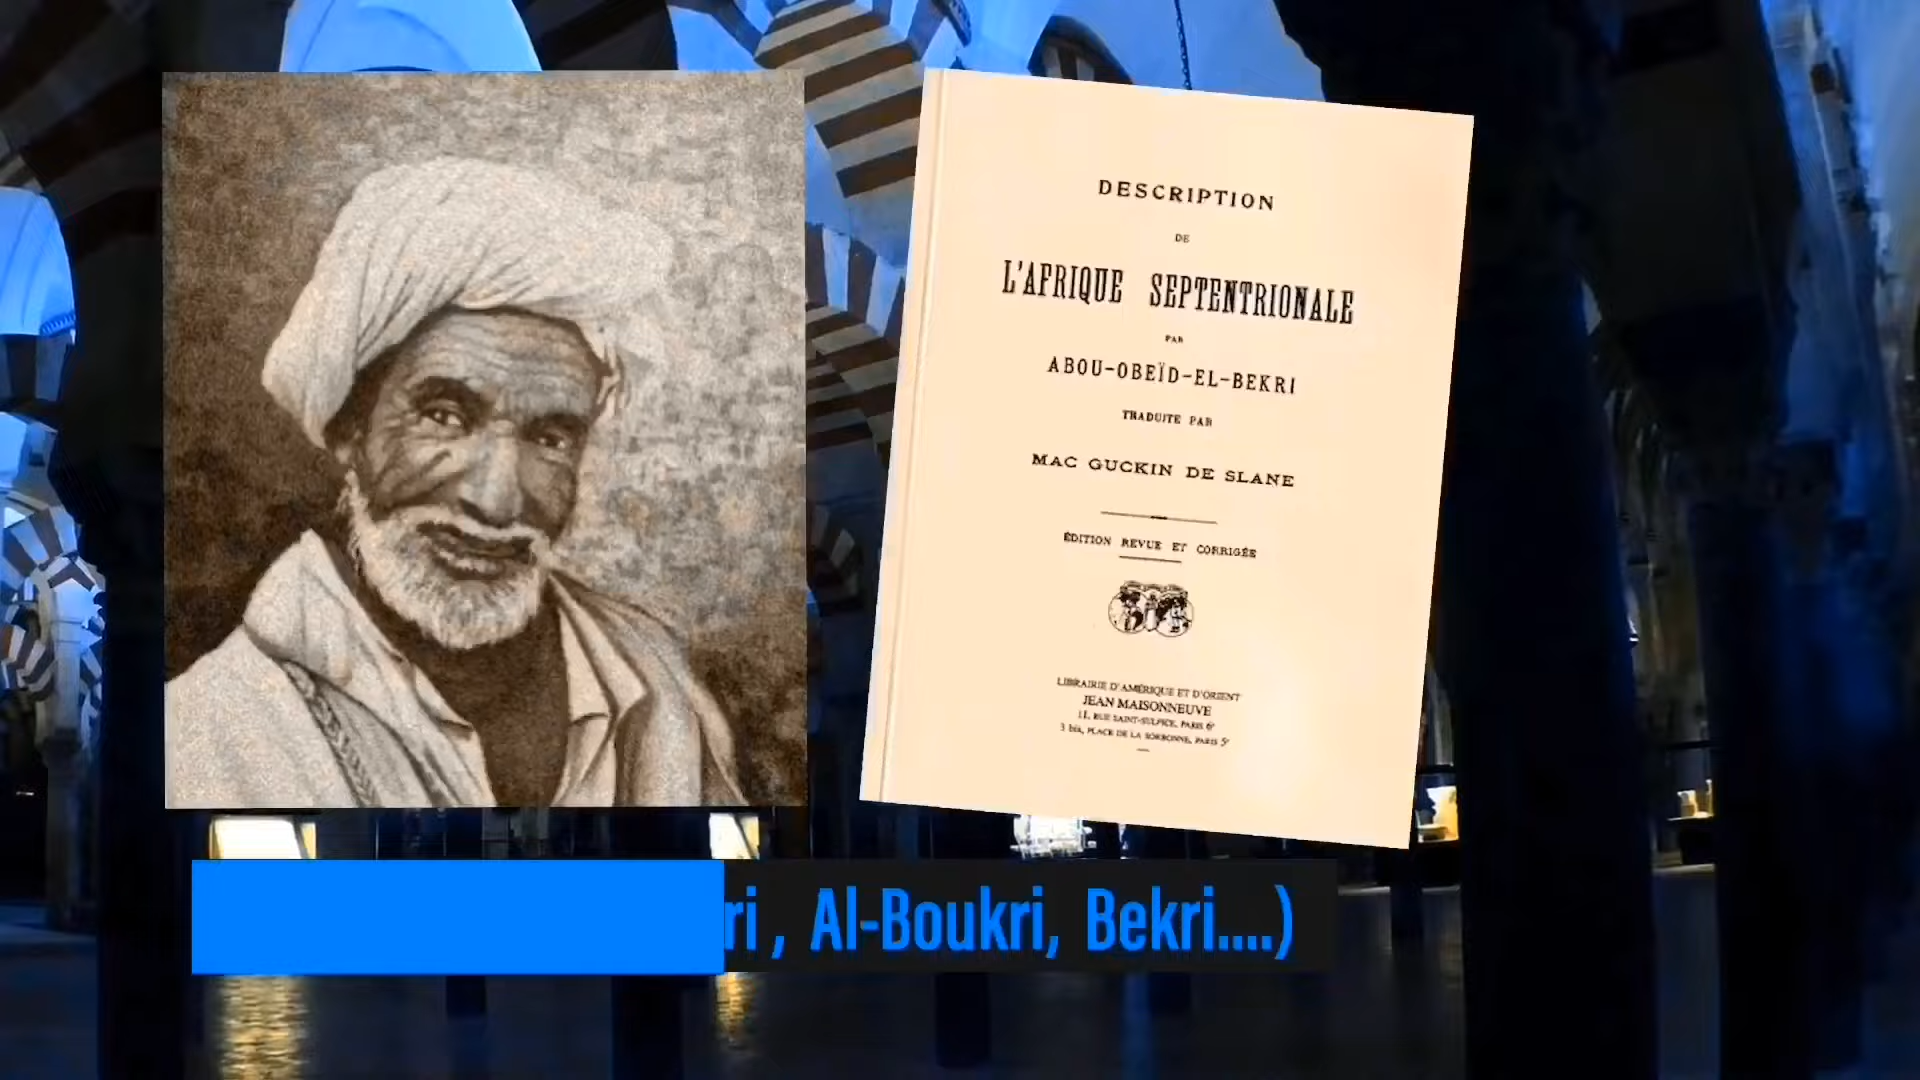 DESCRIPTION
DE
L'AFRIQUE SEPTENTRIONALE
PAR
ABOU-OBEÏD-EL-BEKRI
TRADUITE PAR
MAC GUCKIN DE SLANE
ÉDITION REVUE ET CORRIGÉE
LIBRAIRIE D'AMÉRIQUE ET D'ORIENT
JEAN MAISONNEUVE
11, RUE SAINT-SULPICE, PARIS 6e
3 bis, PLACE DE LA SORBONNE, PARIS 5e
ri , Al-Boukri, Bekri....)